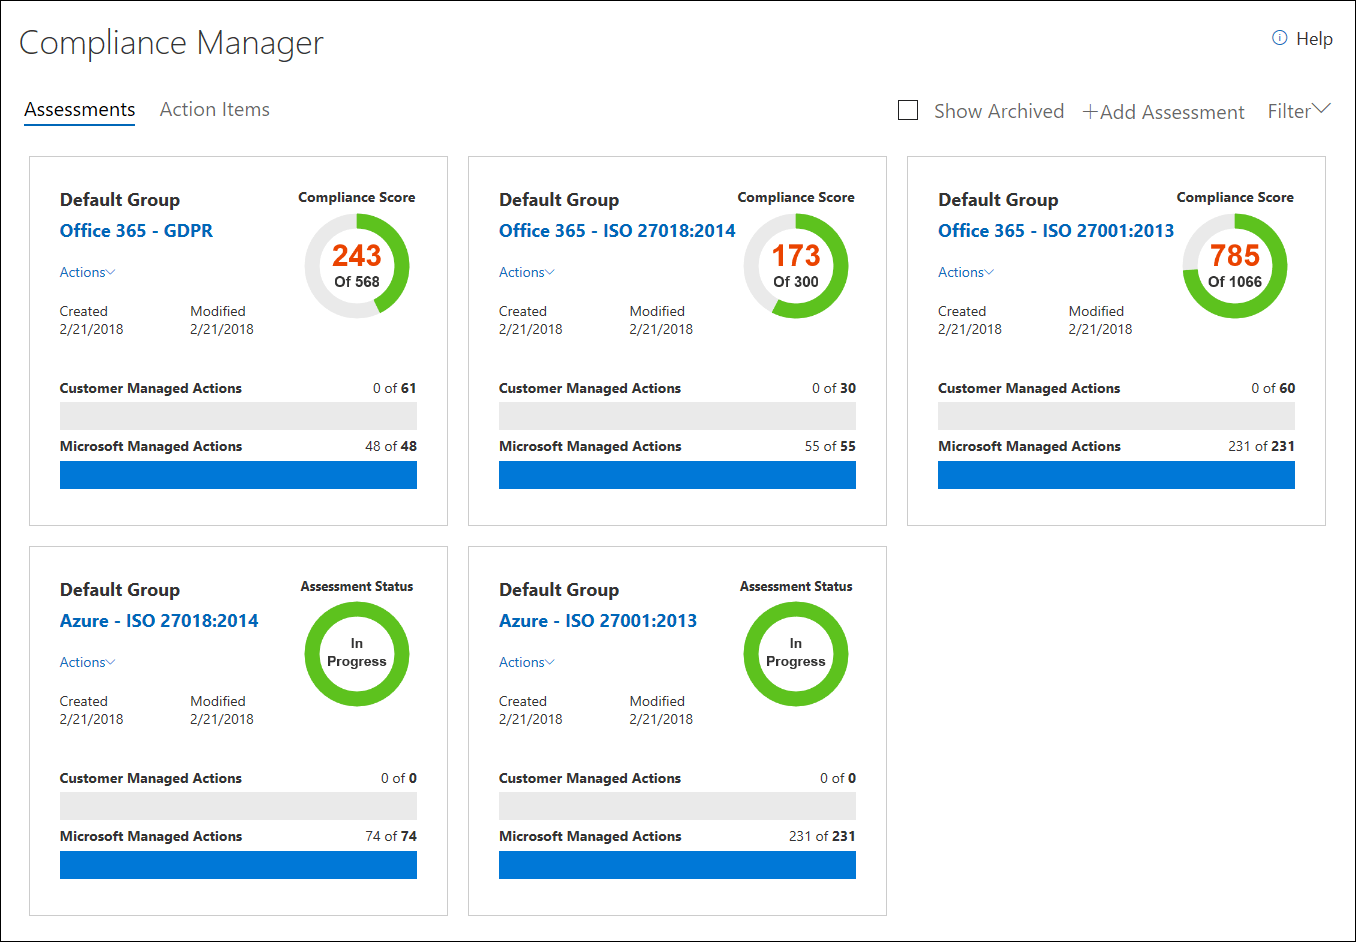 Compliance Manager
Help
Assessments Action Items
Show Archived +Add Assessment Filter
Default Group
Compliance Score
Office 365 - GDPR
243
Of 568
Actions
Created Modified
2/21/2018 2/21/2018
Customer Managed Actions 0 of 61
Microsoft Managed Actions 48 of 48
Default Group
Compliance Score
Office 365 - ISO 27018:2014
173
Of 300
Actions
Created Modified
2/21/2018 2/21/2018
Customer Managed Actions 0 of 30
Microsoft Managed Actions 55 of 55
Default Group
Compliance Score
Office 365 - ISO 27001:2013
785
Of 1066
Actions
Created Modified
2/21/2018 2/21/2018
Customer Managed Actions 0 of 60
Microsoft Managed Actions 231 of 231
Default Group
Assessment Status
Azure - ISO 27018:2014
In
Progress
Actions
Created Modified
2/21/2018 2/21/2018
Customer Managed Actions 0 of 0
Microsoft Managed Actions 74 of 74
Default Group
Assessment Status
Azure - ISO 27001:2013
In
Progress
Actions
Created Modified
2/21/2018 2/21/2018
Customer Managed Actions 0 of 0
Microsoft Managed Actions 231 of 231